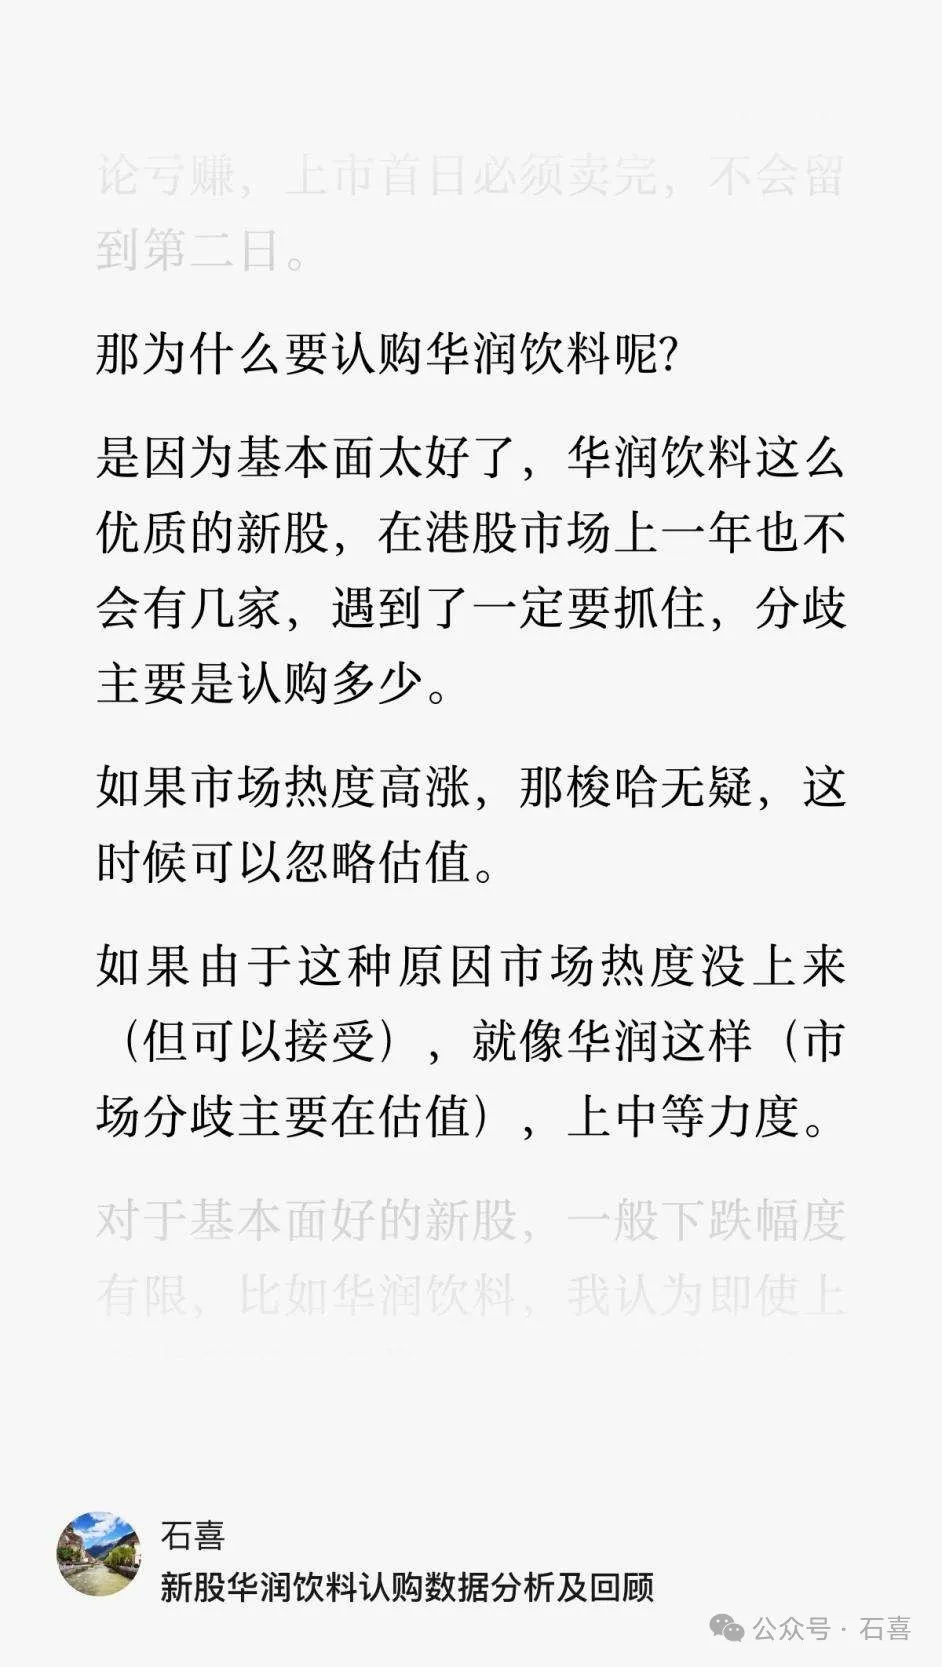 论亏赚，上市首日必须卖完，不会留
到第二日。
那为什么要认购华润饮料呢？
是因为基本面太好了，华润饮料这么
优质的新股，在港股市场上一年也不
会有几家，遇到了一定要抓住，分歧
主要是认购多少。
如果市场热度高涨，那梭哈无疑，这
时候可以忽略估值。
如果由于这种原因市场热度没上来
（但可以接受），就像华润这样（市
场分歧主要在估值），上中等力度。
对于基本面好的新股，一般下跌幅度
有限，比如华润饮料，我认为即使上
石喜
新股华润饮料认购数据分析及回顾
公众号·石喜